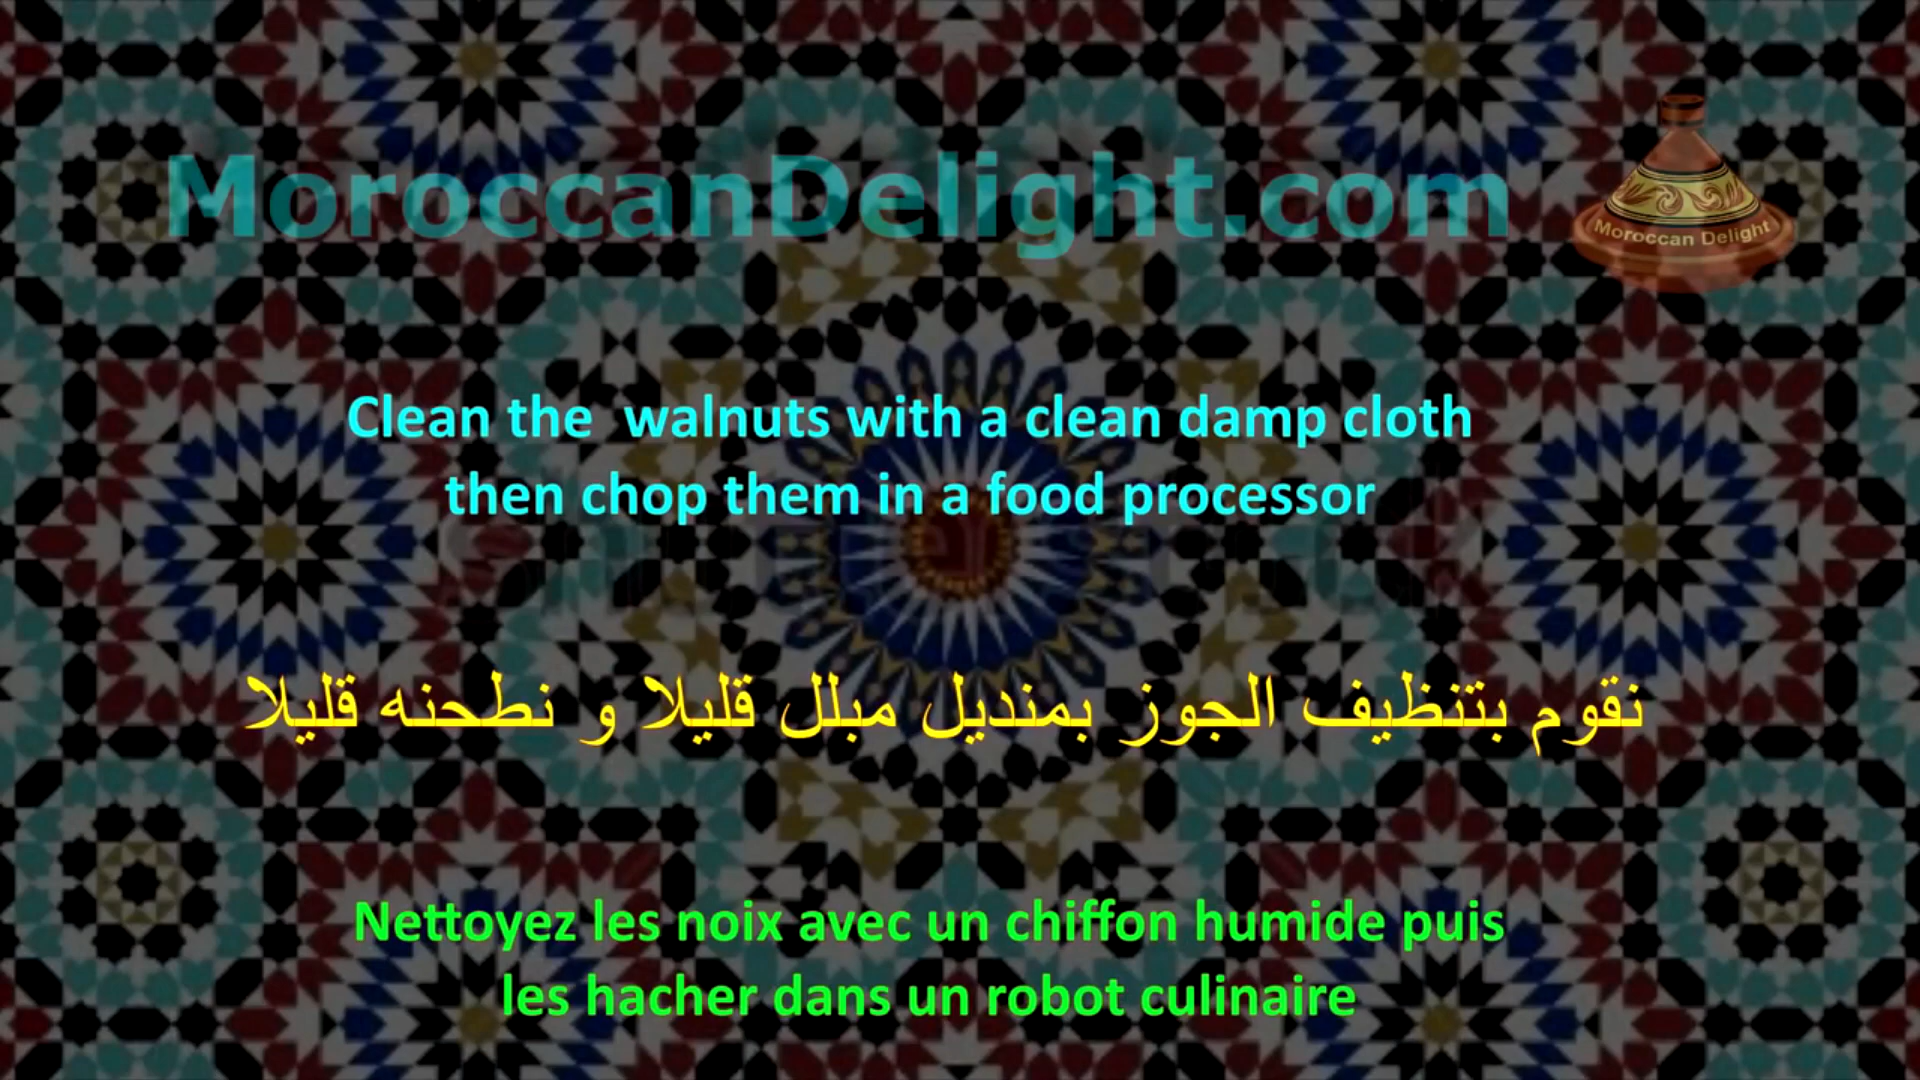 MoroccanDelight.com
Moroccan Delight
Clean the  walnuts with a clean damp cloth
then chop them in a food processor
نقوم بتنظيف الجوز بمنديل مبلل قليلا و نطحنه قليلا
Nettoyez les noix avec un chiffon humide puis
les hacher dans un robot culinaire